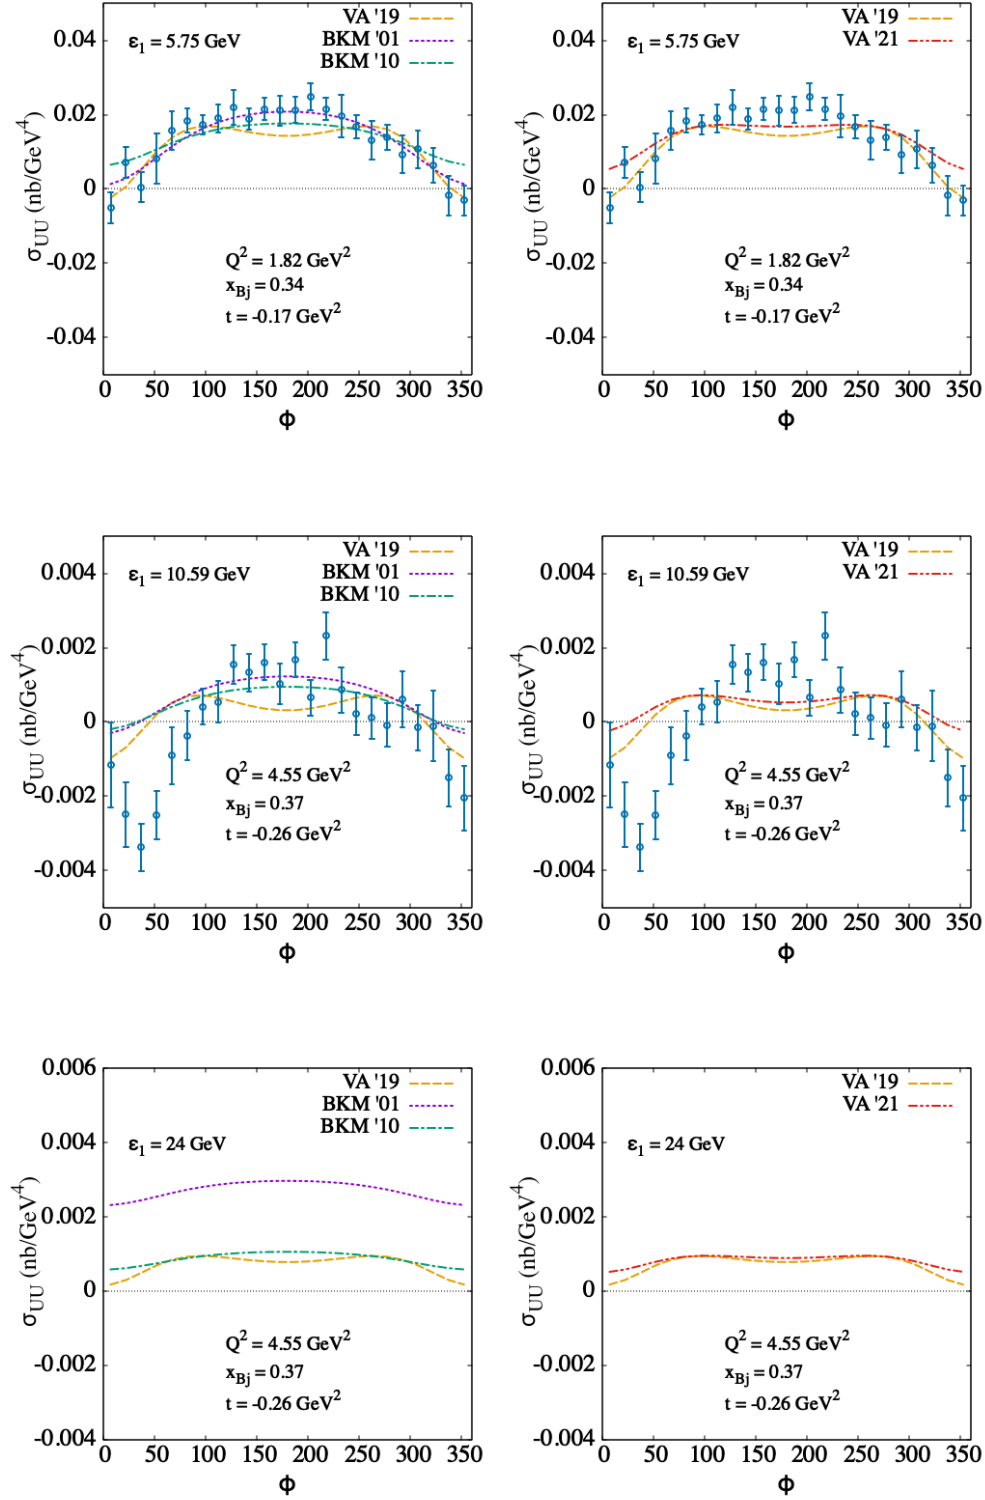 VA '19
BKM '01
BKM '10
ε1 = 5.75 GeV
0.04
0.02
0
-0.02
-0.04
σUU (nb/GeV4)
Q2 = 1.82 GeV2
xBj = 0.34
t = -0.17 GeV2
0 50 100 150 200 250 300 350
Φ
VA '19
VA '21
ε1 = 5.75 GeV
0.04
0.02
0
-0.02
-0.04
σUU (nb/GeV4)
Q2 = 1.82 GeV2
xBj = 0.34
t = -0.17 GeV2
0 50 100 150 200 250 300 350
Φ
VA '19
BKM '01
BKM '10
ε1 = 10.59 GeV
0.004
0.002
0
-0.002
-0.004
σUU (nb/GeV4)
Q2 = 4.55 GeV2
xBj = 0.37
t = -0.26 GeV2
0 50 100 150 200 250 300 350
Φ
VA '19
VA '21
ε1 = 10.59 GeV
0.004
0.002
0
-0.002
-0.004
σUU (nb/GeV4)
Q2 = 4.55 GeV2
xBj = 0.37
t = -0.26 GeV2
0 50 100 150 200 250 300 350
Φ
VA '19
BKM '01
BKM '10
ε1 = 24 GeV
0.006
0.004
0.002
0
-0.002
-0.004
σUU (nb/GeV4)
Q2 = 4.55 GeV2
xBj = 0.37
t = -0.26 GeV2
0 50 100 150 200 250 300 350
Φ
VA '19
VA '21
ε1 = 24 GeV
0.006
0.004
0.002
0
-0.002
-0.004
σUU (nb/GeV4)
Q2 = 4.55 GeV2
xBj = 0.37
t = -0.26 GeV2
0 50 100 150 200 250 300 350
Φ